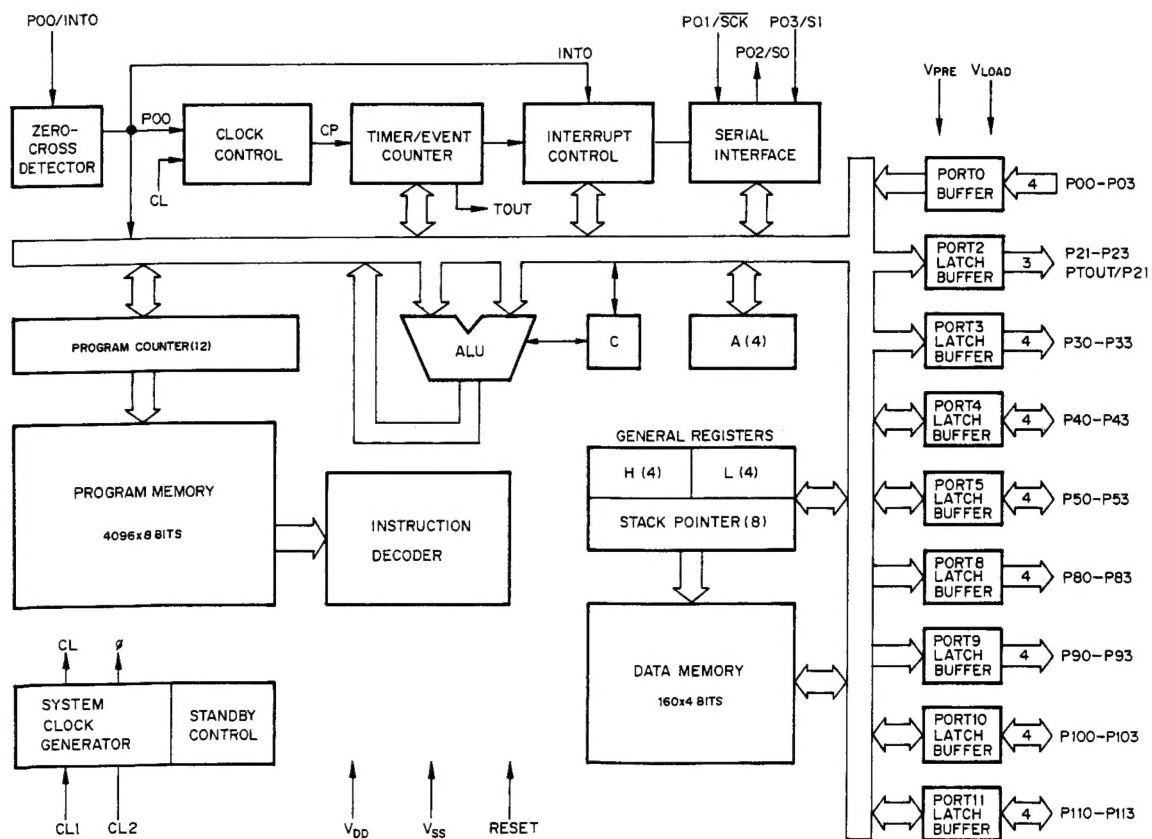 P00/INT0
P01/SCK
P03/S1
P02/SO
INT0
VPRE
VLOAD
ZERO-
CROSS
DETECTOR
P00
CL
CLOCK
CONTROL
CP
TIMER/EVENT
COUNTER
TOUT
INTERRUPT
CONTROL
SERIAL
INTERFACE
PORT0
BUFFER
4
P00-P03
PORT2
LATCH
BUFFER
3
P21-P23
PTOUT/P21
PROGRAM COUNTER(12)
ALU
C
A (4)
PORT3
LATCH
BUFFER
4
P30-P33
PORT4
LATCH
BUFFER
4
P40-P43
PROGRAM MEMORY
4096x8 BITS
INSTRUCTION
DECODER
GENERAL REGISTERS
H (4)
L (4)
STACK POINTER (8)
PORT5
LATCH
BUFFER
4
P50-P53
PORT8
LATCH
BUFFER
4
P80-P83
DATA MEMORY
160x4 BITS
PORT9
LATCH
BUFFER
4
P90-P93
CL
ø
SYSTEM
CLOCK
GENERATOR
STANDBY
CONTROL
PORT10
LATCH
BUFFER
4
P100-P103
PORT11
LATCH
BUFFER
4
P110-P113
CL1
CL2
VDD
VSS
RESET